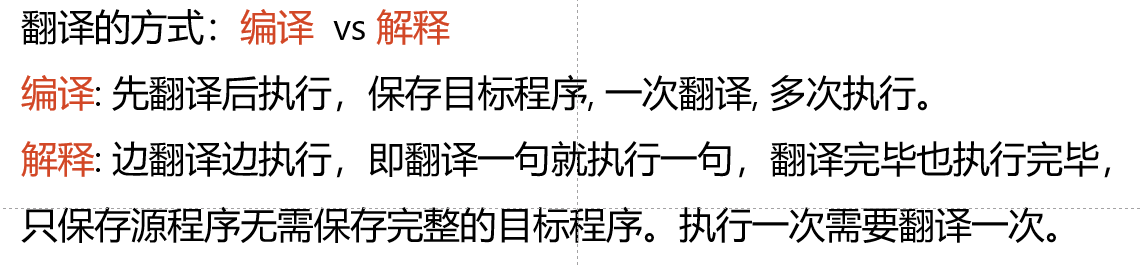 翻译的方式：编译 vs 解释
编译: 先翻译后执行，保存目标程序, 一次翻译, 多次执行。
解释: 边翻译边执行，即翻译一句就执行一句，翻译完毕也执行完毕，
只保存源程序无需保存完整的目标程序。执行一次需要翻译一次。